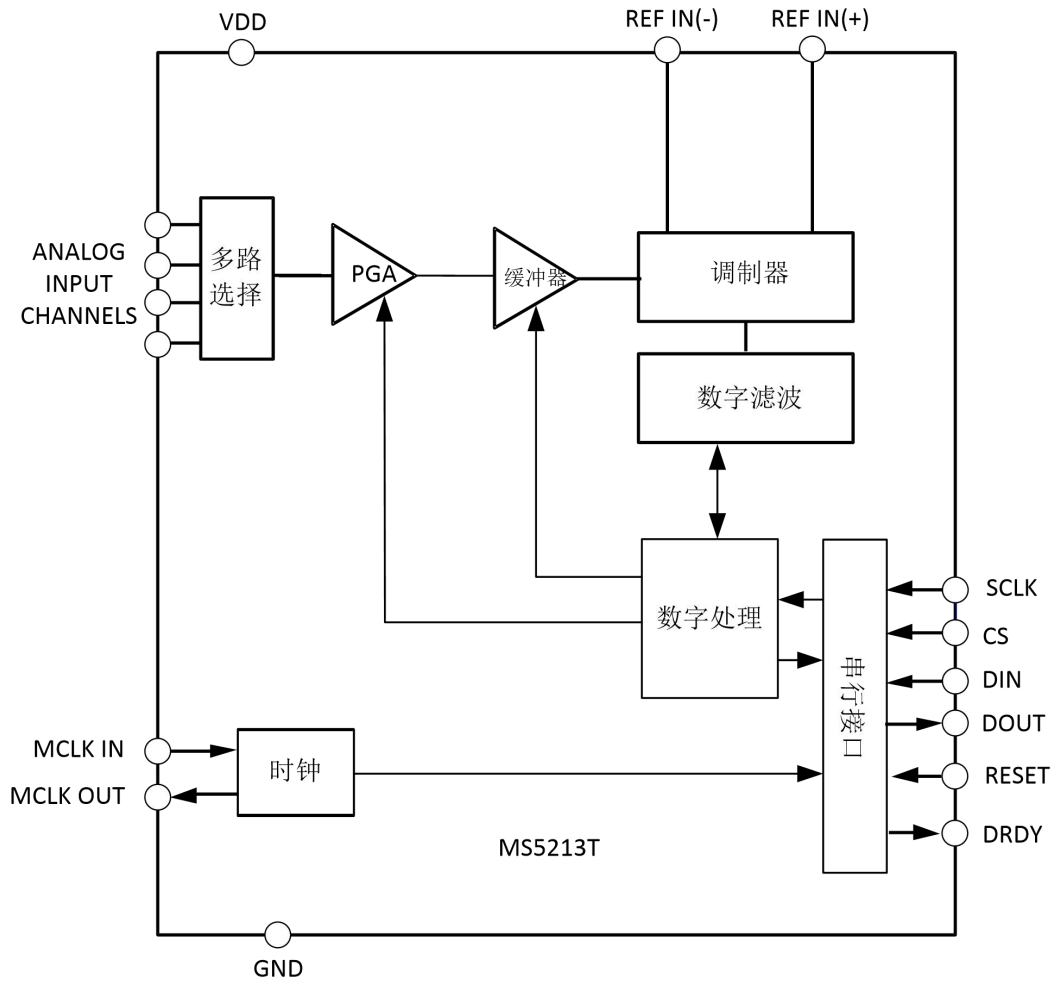 VDD
REF IN(-)
REF IN(+)
ANALOG
INPUT
CHANNELS
多路
选择
PGA
缓冲器
调制器
数字滤波
数字处理
串行接口
SCLK
CS
DIN
DOUT
RESET
DRDY
MCLK IN
MCLK OUT
时钟
MS5213T
GND